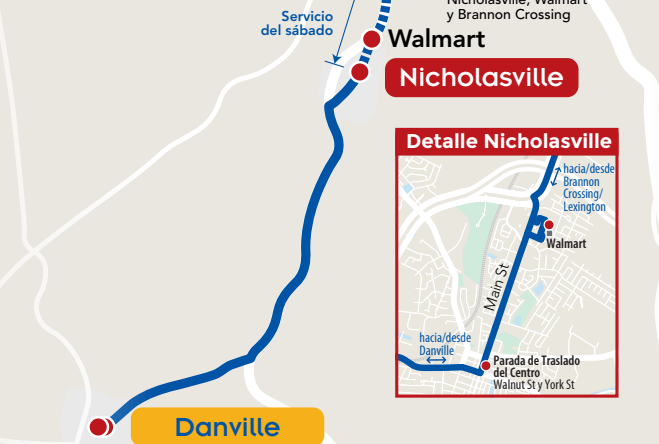 Nicholasville, Walmart
y Brannon Crossing
Servicio
del sábado
Walmart
Nicholasville
Detalle Nicholasville
hacia/desde
Brannon
Crossing/
Lexington
Walmart
Main St
hacia/desde
Danville
Parada de Traslado
del Centro
Walnut St y York St
Danville